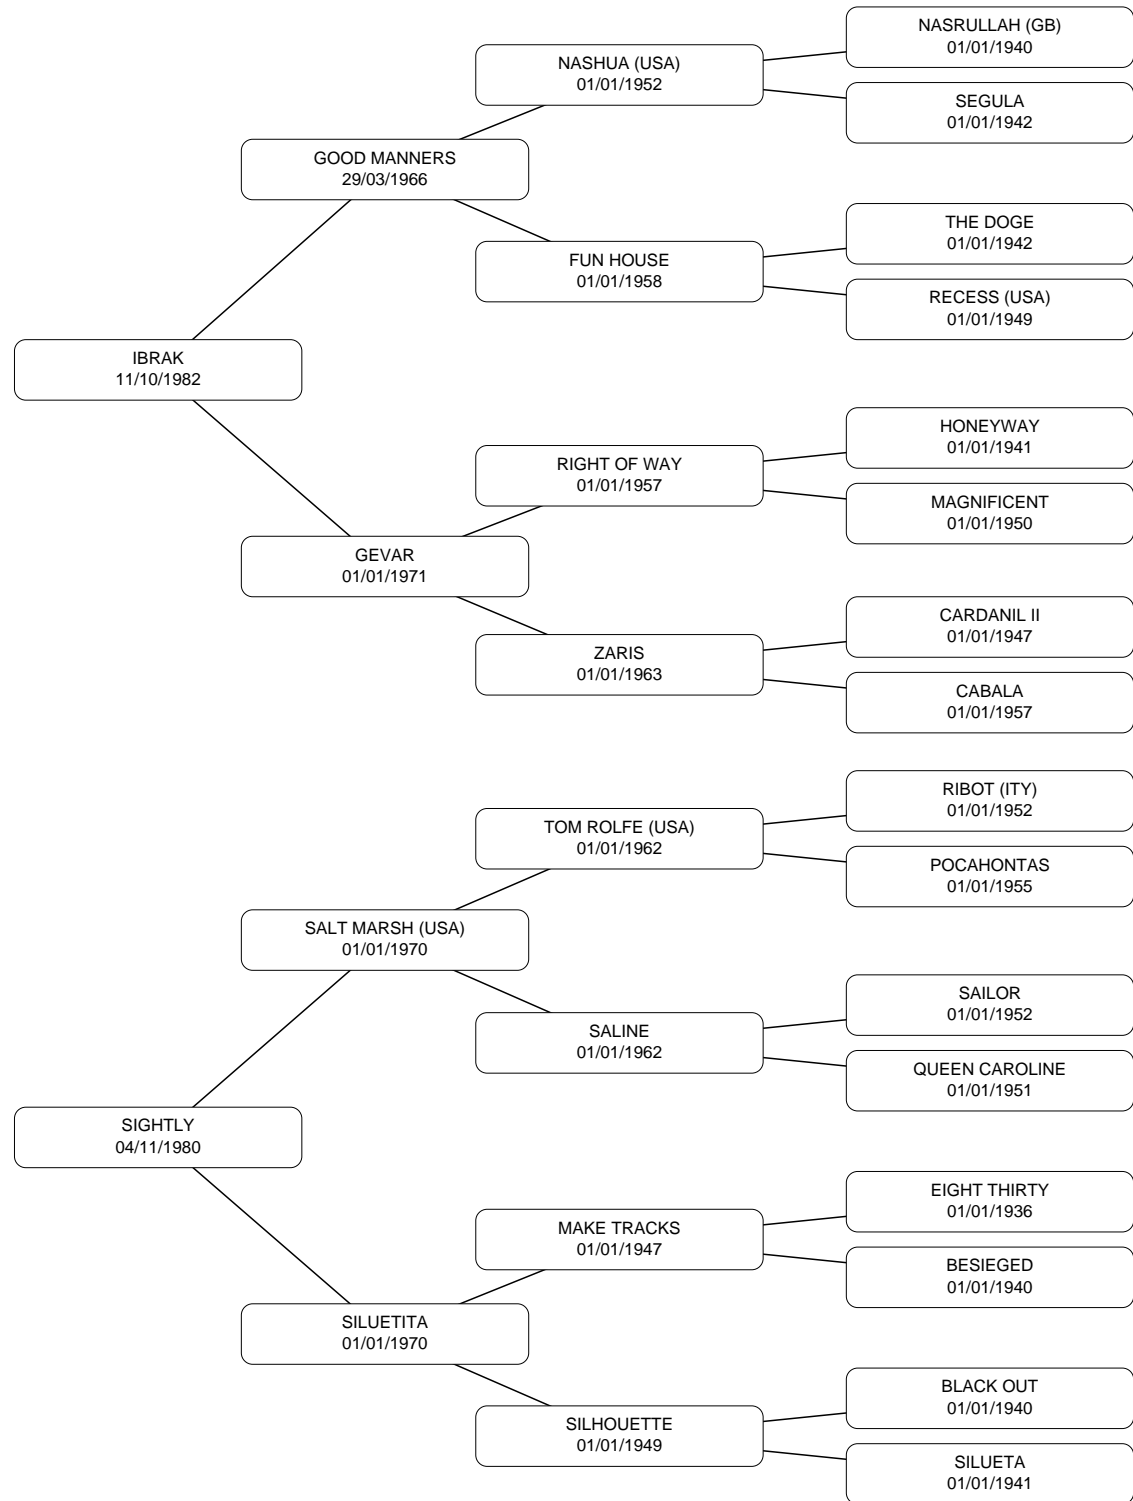 NASRULLAH (GB)
01/01/1940
NASHUA (USA)
01/01/1952
SEGULA
01/01/1942
GOOD MANNERS
29/03/1966
THE DOGE
01/01/1942
FUN HOUSE
01/01/1958
RECESS (USA)
01/01/1949
IBRAK
11/10/1982
HONEYWAY
01/01/1941
RIGHT OF WAY
01/01/1957
MAGNIFICENT
01/01/1950
GEVAR
01/01/1971
CARDANIL II
01/01/1947
ZARIS
01/01/1963
CABALA
01/01/1957
RIBOT (ITY)
01/01/1952
TOM ROLFE (USA)
01/01/1962
POCAHONTAS
01/01/1955
SALT MARSH (USA)
01/01/1970
SAILOR
01/01/1952
SALINE
01/01/1962
QUEEN CAROLINE
01/01/1951
SIGHTLY
04/11/1980
EIGHT THIRTY
01/01/1936
MAKE TRACKS
01/01/1947
BESIEGED
01/01/1940
SILUETITA
01/01/1970
BLACK OUT
01/01/1940
SILHOUETTE
01/01/1949
SILUETA
01/01/1941